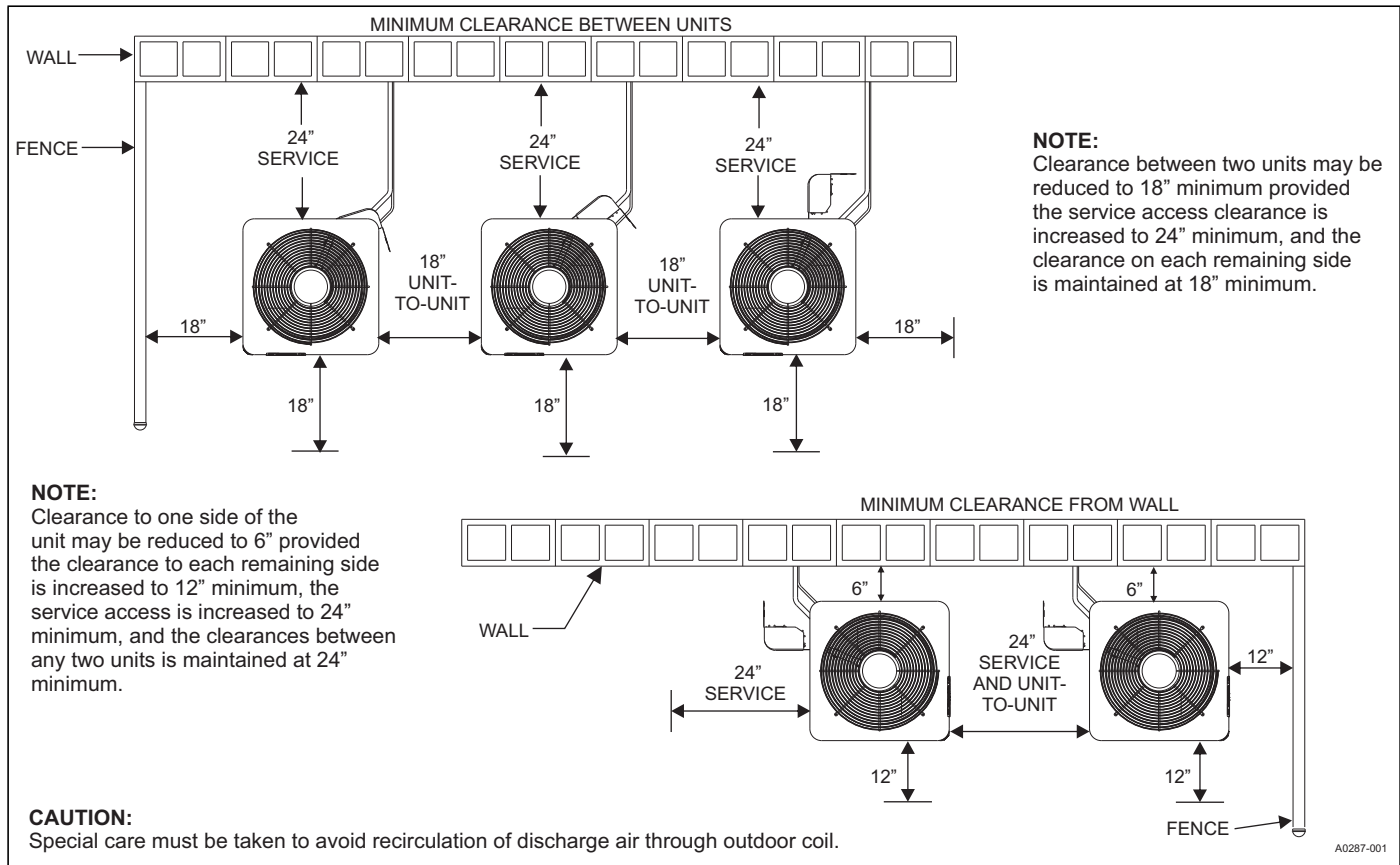 MINIMUM CLEARANCE BETWEEN UNITS
WALL
FENCE
24”
SERVICE
24”
SERVICE
24”
SERVICE
18”
UNIT-
TO-UNIT
18”
UNIT-
TO-UNIT
18”
18”
18”
18”
18”
NOTE:
Clearance between two units may be
reduced to 18” minimum provided
the service access clearance is
increased to 24” minimum, and the
clearance on each remaining side
is maintained at 18” minimum.
NOTE:
Clearance to one side of the
unit may be reduced to 6” provided
the clearance to each remaining side
is increased to 12” minimum, the
service access is increased to 24”
minimum, and the clearances between
any two units is maintained at 24”
minimum.
MINIMUM CLEARANCE FROM WALL
WALL
6”
6”
24”
SERVICE
24”
SERVICE
AND UNIT-
TO-UNIT
12”
12”
12”
FENCE
CAUTION:
Special care must be taken to avoid recirculation of discharge air through outdoor coil.
A0287-001